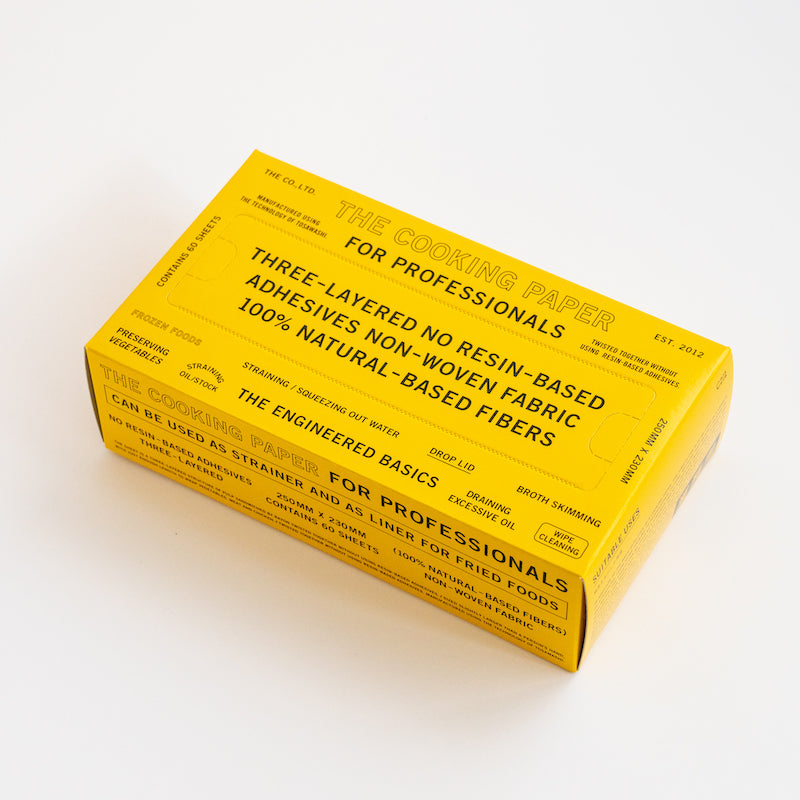 THE CO.,LTD.
MANUFACTURED USING
THE TECHNOLOGY OF TOSAWASHI
THE COOKING PAPER
FOR PROFESSIONALS
CONTAINS 60 SHEETS
EST. 2012
TWISTED TOGETHER WITHOUT
USING RESIN-BASED ADHESIVES.
THREE-LAYERED NO RESIN-BASED
ADHESIVES NON-WOVEN FABRIC
100% NATURAL-BASED FIBERS
250MM X 230MM
FROZEN FOODS
PRESERVING
VEGETABLES
STRAINING
OIL/STOCK
STRAINING / SQUEEZING OUT WATER
THE ENGINEERED BASICS
DROP LID
DRAINING
EXCESSIVE OIL
BROTH SKIMMING
WIPE
CLEANING
THE COOKING PAPER FOR PROFESSIONALS
CAN BE USED AS STRAINER AND AS LINER FOR FRIED FOODS
NO RESIN-BASED ADHESIVES
THREE-LAYERED
250MM X 230MM
CONTAINS 60 SHEETS
(100% NATURAL-BASED FIBERS)
NON-WOVEN FABRIC
SUITABLE USES